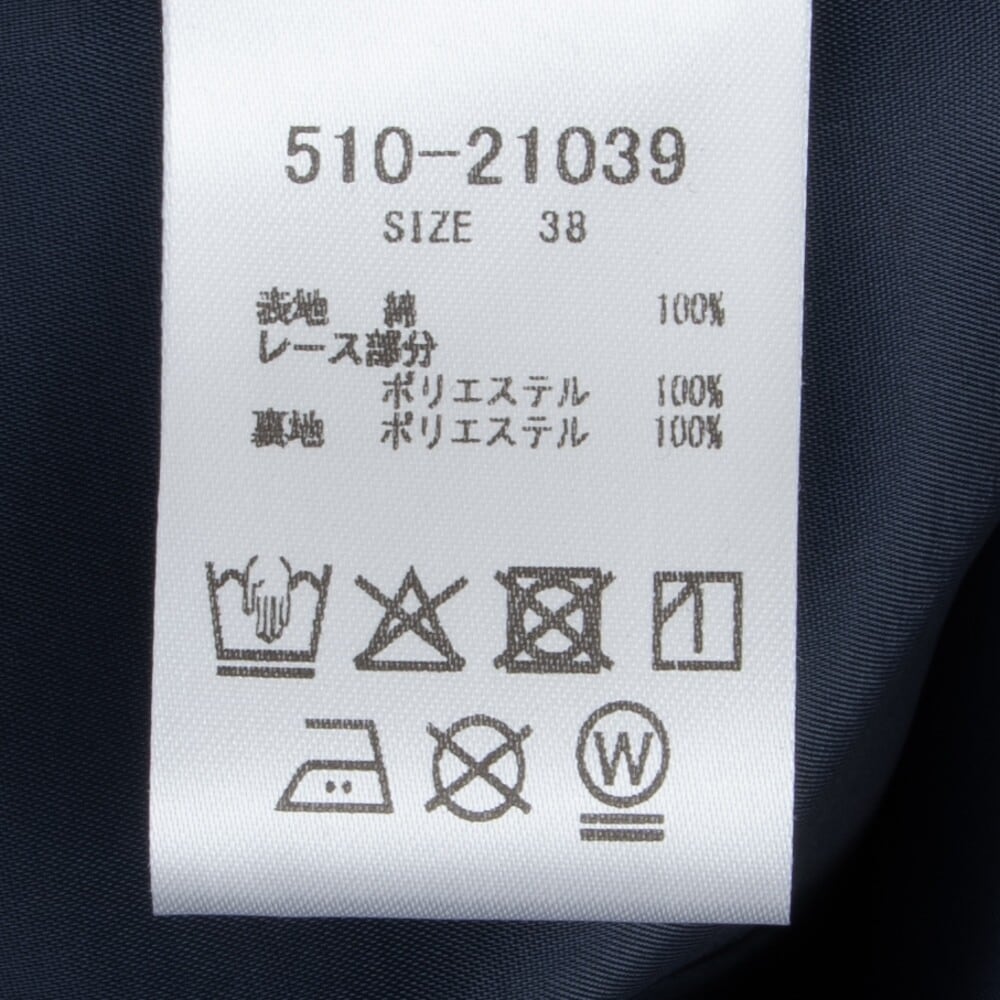 510-21039
SIZE 38
表地 綿 100%
レース部分
ポリエステル 100%
裏地 ポリエステル 100%
W